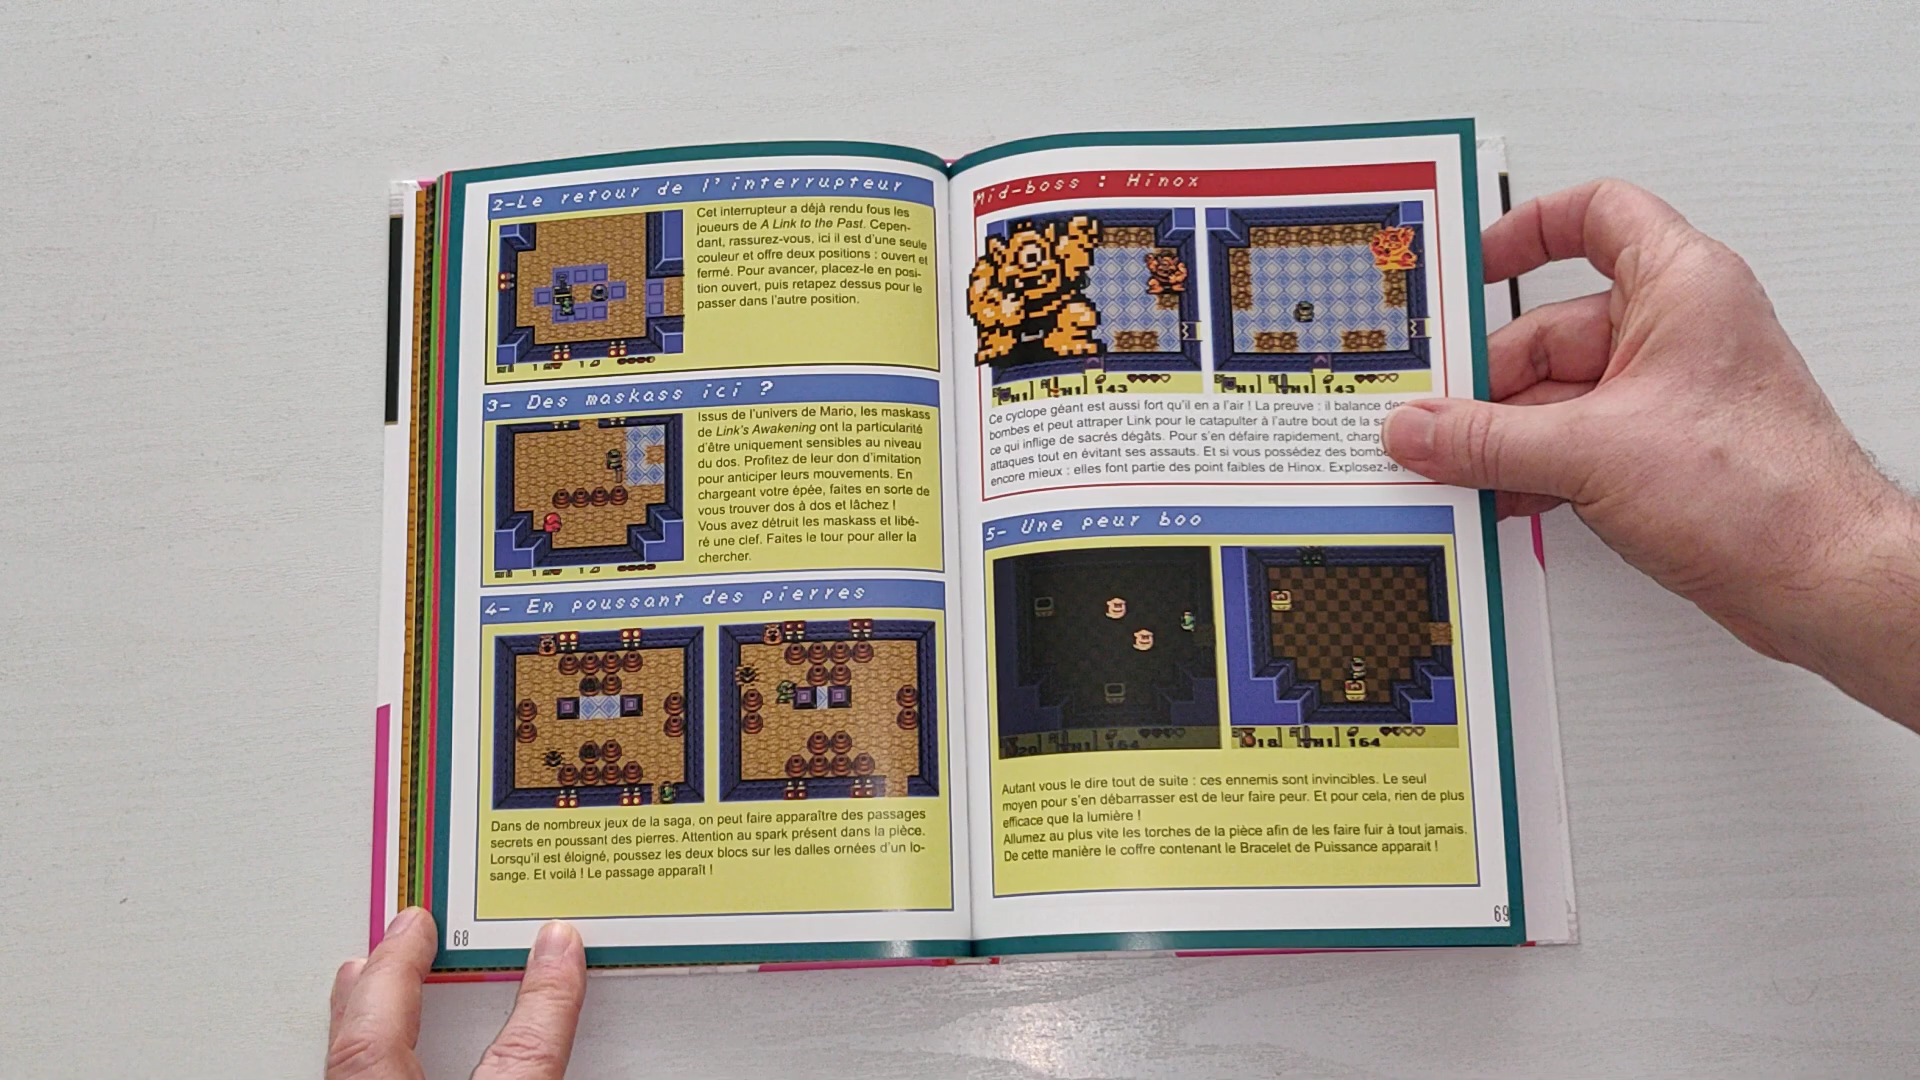 2-Le retour de l'interrupteur
Cet interrupteur a déjà rendu fous les
joueurs de A Link to the Past. Cepen-
dant, rassurez-vous, ici il est d'une seule
couleur et offre deux positions : ouvert et
fermé. Pour avancer, placez-le en posi-
tion ouvert, puis retapez dessus pour le
passer dans l'autre position.
3- Des maskass ici ?
Issus de l'univers de Mario, les maskass
de Link's Awakening ont la particularité
d'être uniquement sensibles au niveau
du dos. Profitez de leur don d'imitation
pour anticiper leurs mouvements. En
chargeant votre épée, faites en sorte de
vous trouver dos à dos et lâchez !
Vous avez détruit les maskass et libé-
ré une clef. Faites le tour pour aller la
chercher.
4- En poussant des pierres
Dans de nombreux jeux de la saga, on peut faire apparaître des passages
secrets en poussant des pierres. Attention au spark présent dans la pièce.
Lorsqu'il est éloigné, poussez les deux blocs sur les dalles ornées d'un lo-
sange. Et voilà ! Le passage apparaît !
68
Mid-boss : Hinox
143
143
Ce cyclope géant est aussi fort qu'il en a l'air ! La preuve : il balance des
bombes et peut attraper Link pour le catapulter à l'autre bout de la
ce qui inflige de sacrés dégâts. Pour s'en défaire rapidement,
attaques tout en évitant ses assauts. Et si vous possédez des
encore mieux : elles font partie des point faibles de Hinox. Explosez-le
5- Une peur boo
20 164
18 164
Autant vous le dire tout de suite : ces ennemis sont invincibles. Le seul
moyen pour s'en débarrasser est de leur faire peur. Et pour cela, rien de plus
efficace que la lumière !
Allumez au plus vite les torches de la pièce afin de les faire fuir à tout jamais.
De cette manière le coffre contenant le Bracelet de Puissance apparait !
69